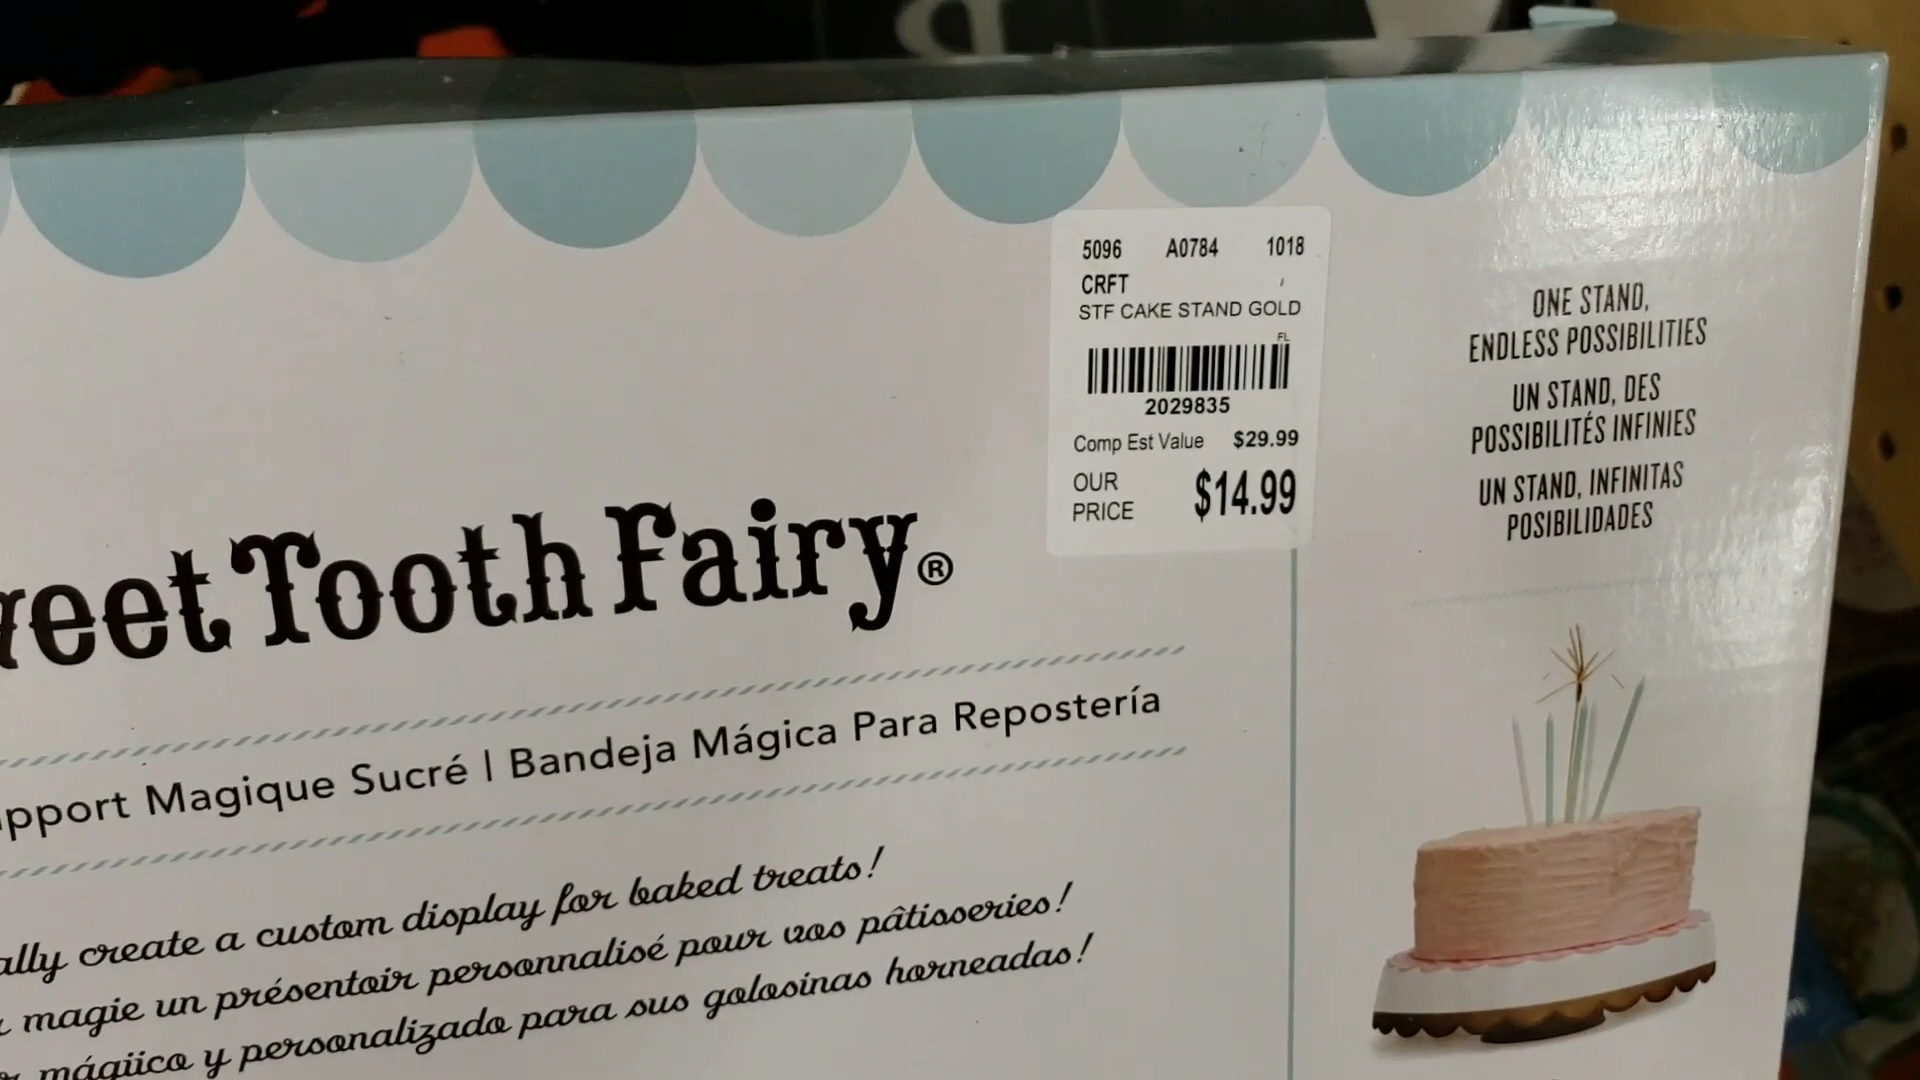 5096 A0784 1018
CRFT
STF CAKE STAND GOLD
FL
2029835
Comp Est Value $29.99
OUR PRICE $14.99
ONE STAND,
ENDLESS POSSIBILITIES
UN STAND, DES
POSSIBILITÉS INFINIES
UN STAND, INFINITAS
POSIBILIDADES
Tooth Fairy®
Magique Sucré | Bandeja Mágica Para Repostería
create a custom display for baked treats!
magie un présentoir personnalisé pour vos pâtisseries!
mágiico y personalizado para sus golosinas horneadas!